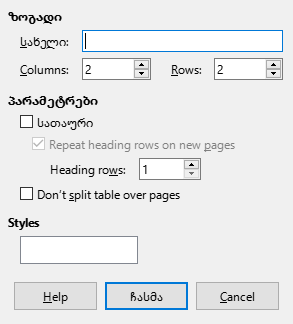 ზოგადი
სახელი:
Columns: 2 Rows: 2
პარამეტრები
სათაური
Repeat heading rows on new pages
Heading rows: 1
Don't split table over pages
Styles
Help ჩასმა Cancel